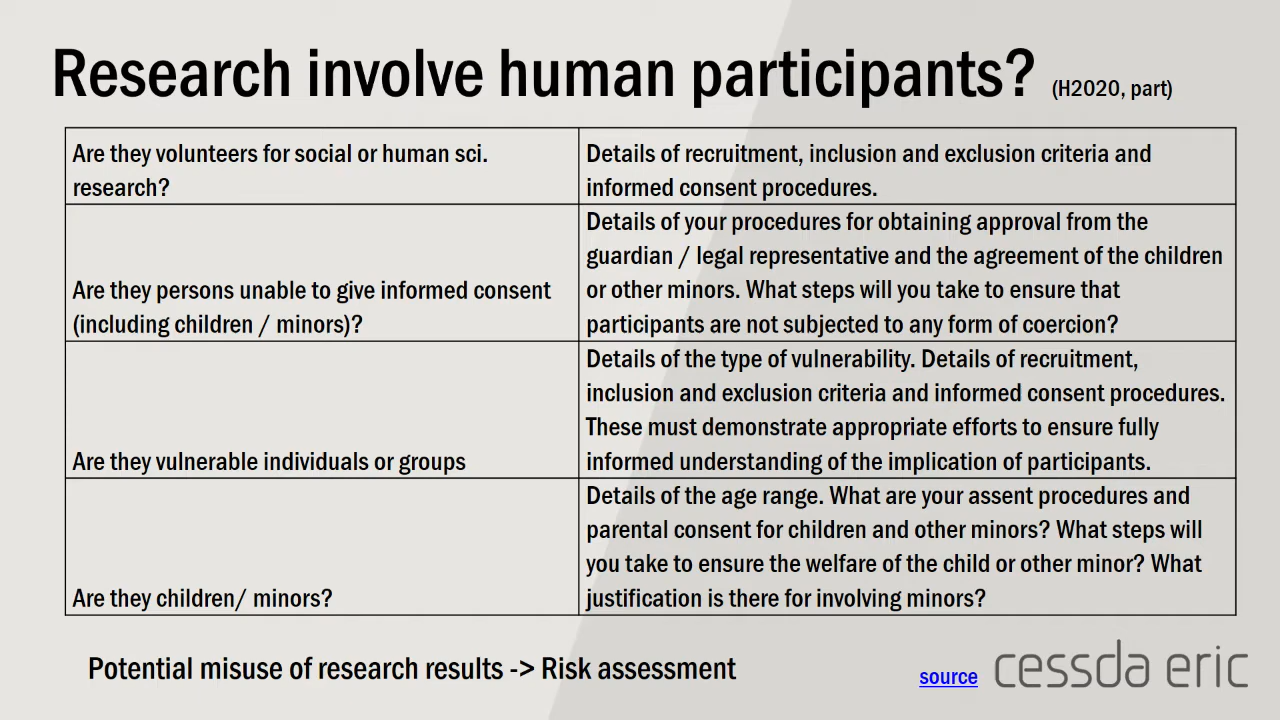 Research involve human participants? (H2020, part)
Are they volunteers for social or human sci.
research?
Details of recruitment, inclusion and exclusion criteria and
informed consent procedures.
Are they persons unable to give informed consent
(including children / minors)?
Details of your procedures for obtaining approval from the
guardian / legal representative and the agreement of the children
or other minors. What steps will you take to ensure that
participants are not subjected to any form of coercion?
Are they vulnerable individuals or groups
Details of the type of vulnerability. Details of recruitment,
inclusion and exclusion criteria and informed consent procedures.
These must demonstrate appropriate efforts to ensure fully
informed understanding of the implication of participants.
Are they children/ minors?
Details of the age range. What are your assent procedures and
parental consent for children and other minors? What steps will
you take to ensure the welfare of the child or other minor? What
justification is there for involving minors?
Potential misuse of research results -> Risk assessment
source
cessda eric